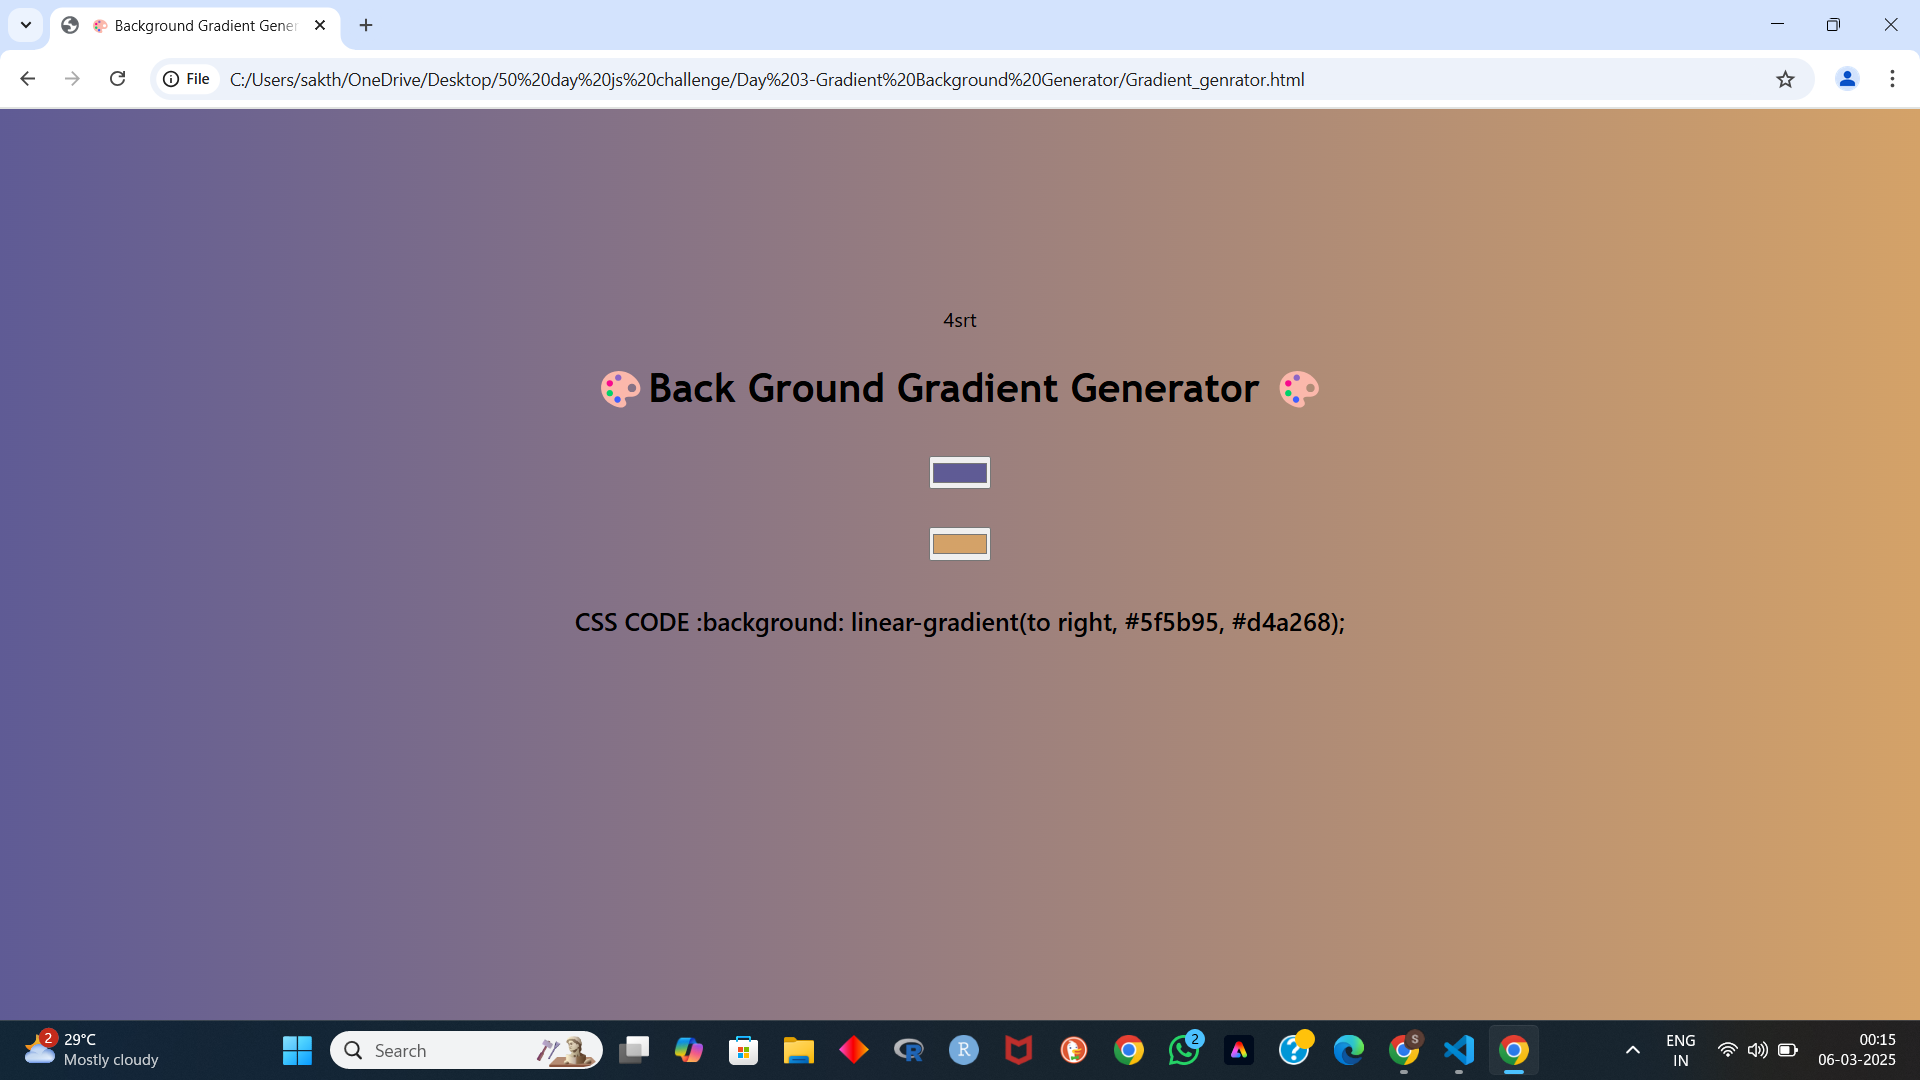 Background Gradient Gener
File
C:/Users/sakth/OneDrive/Desktop/50%20day%20js%20challenge/Day%203-Gradient%20Background%20Generator/Gradient_genrator.html
4srt
Back Ground Gradient Generator
CSS CODE :background: linear-gradient(to right, #5f5b95, #d4a268);
2
29°C
Mostly cloudy
Search
R
R
2
?
S
ENG
IN
00:15
06-03-2025